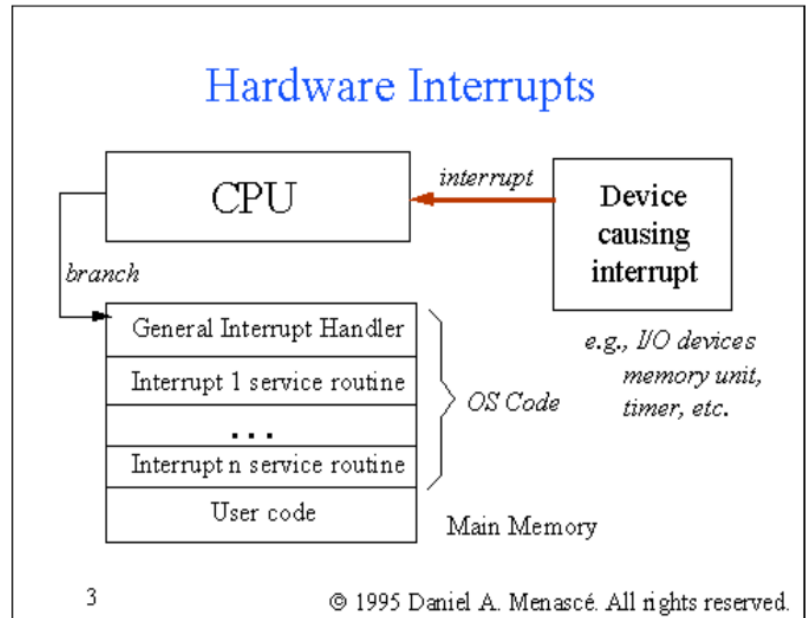 Hardware Interrupts
CPU
interrupt
Device
causing
interrupt
branch
General Interrupt Handler
Interrupt 1 service routine
...
Interrupt n service routine
User code
OS Code
e.g., I/O devices
memory unit,
timer, etc.
Main Memory
3
© 1995 Daniel A. Menascé. All rights reserved.